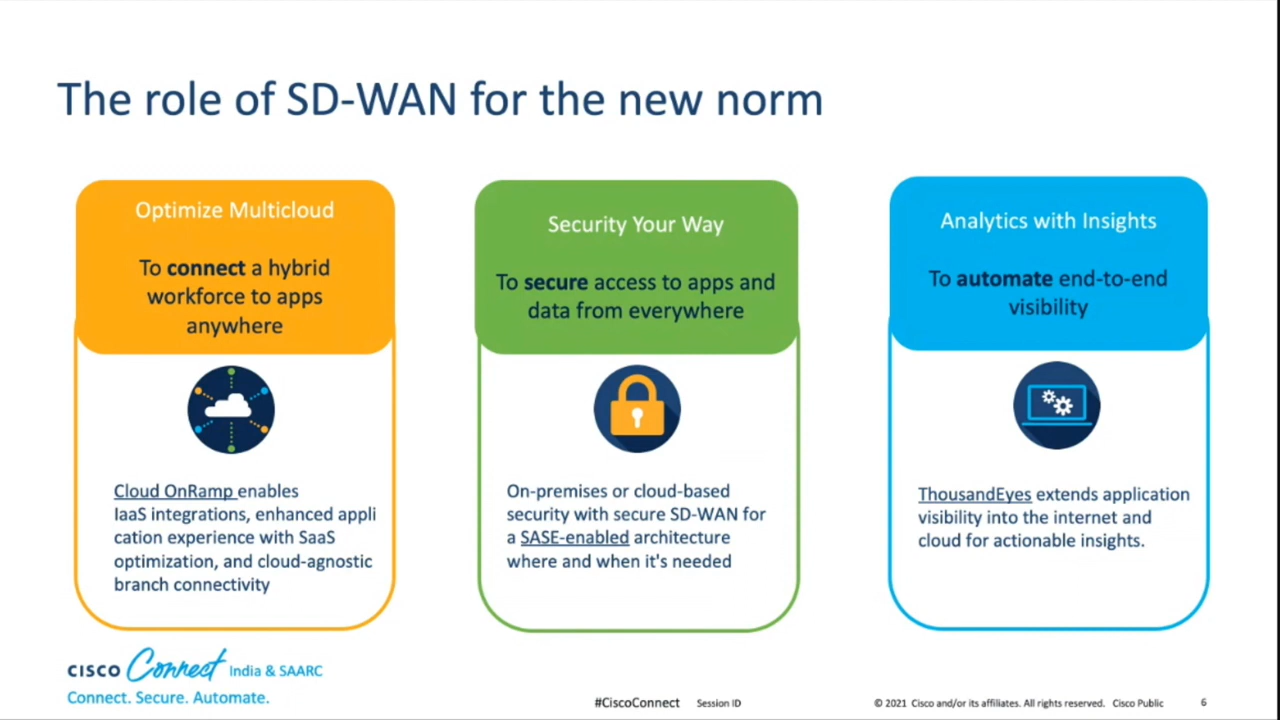 The role of SD-WAN for the new norm
Optimize Multicloud
To connect a hybrid
workforce to apps
anywhere
Cloud OnRamp enables
IaaS integrations, enhanced appli
cation experience with SaaS
optimization, and cloud-agnostic
branch connectivity
Security Your Way
To secure access to apps and
data from everywhere
On-premises or cloud-based
security with secure SD-WAN for
a SASE-enabled architecture
where and when it's needed
Analytics with Insights
To automate end-to-end
visibility
ThousandEyes extends application
visibility into the internet and
cloud for actionable insights.
CISCO Connect India & SAARC
Connect. Secure. Automate.
#CiscoConnect Session ID
© 2021 Cisco and/or its affiliates. All rights reserved. Cisco Public 6